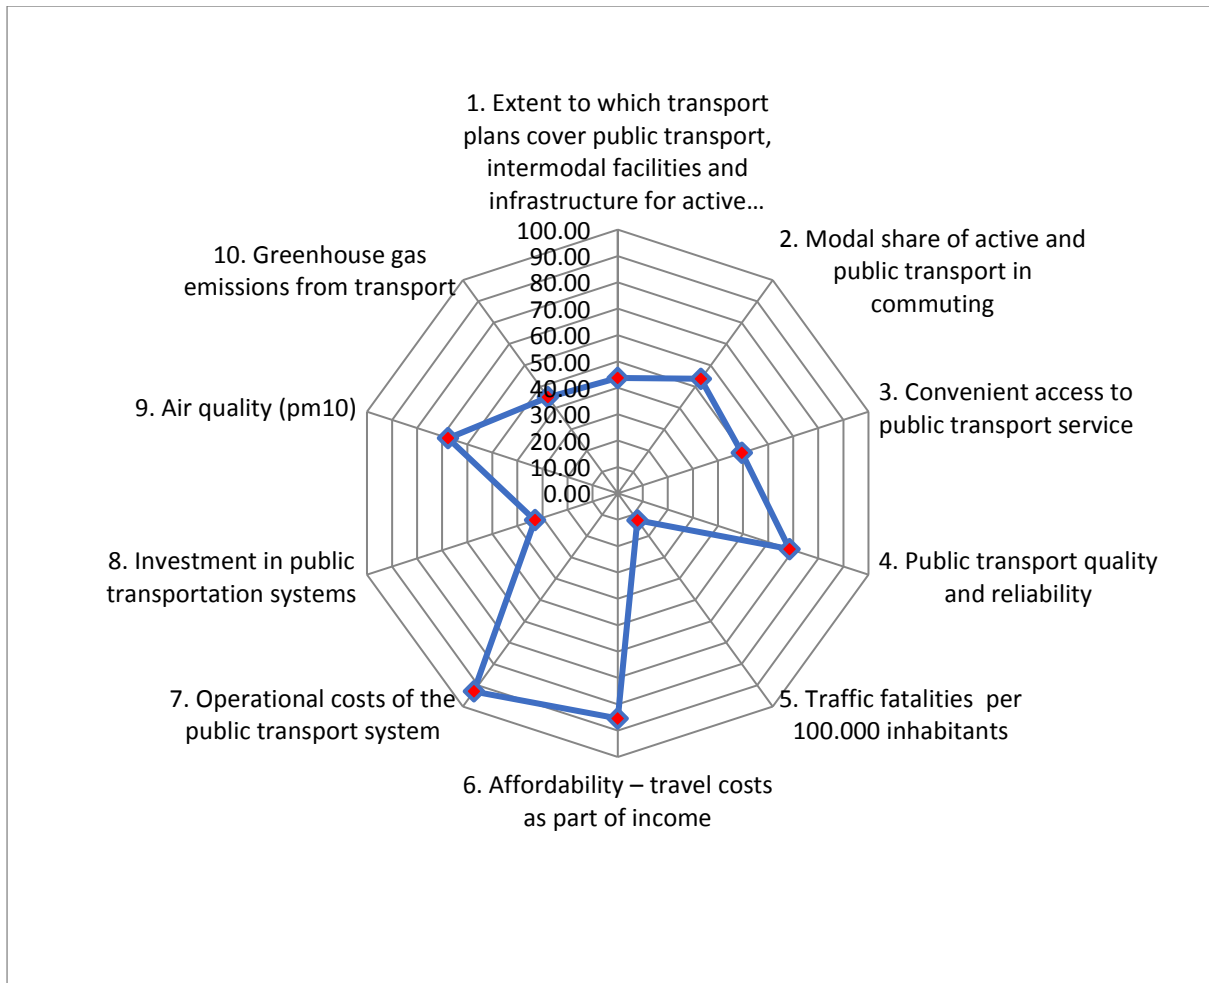 1. Extent to which transport
plans cover public transport,
intermodal facilities and
infrastructure for active…
2. Modal share of active and
public transport in
commuting
3. Convenient access to
public transport service
4. Public transport quality
and reliability
5. Traffic fatalities  per
100.000 inhabitants
6. Affordability – travel costs
as part of income
7. Operational costs of the
public transport system
8. Investment in public
transportation systems
9. Air quality (pm10)
10. Greenhouse gas
emissions from transport
100.00
90.00
80.00
70.00
60.00
50.00
40.00
30.00
20.00
10.00
0.00